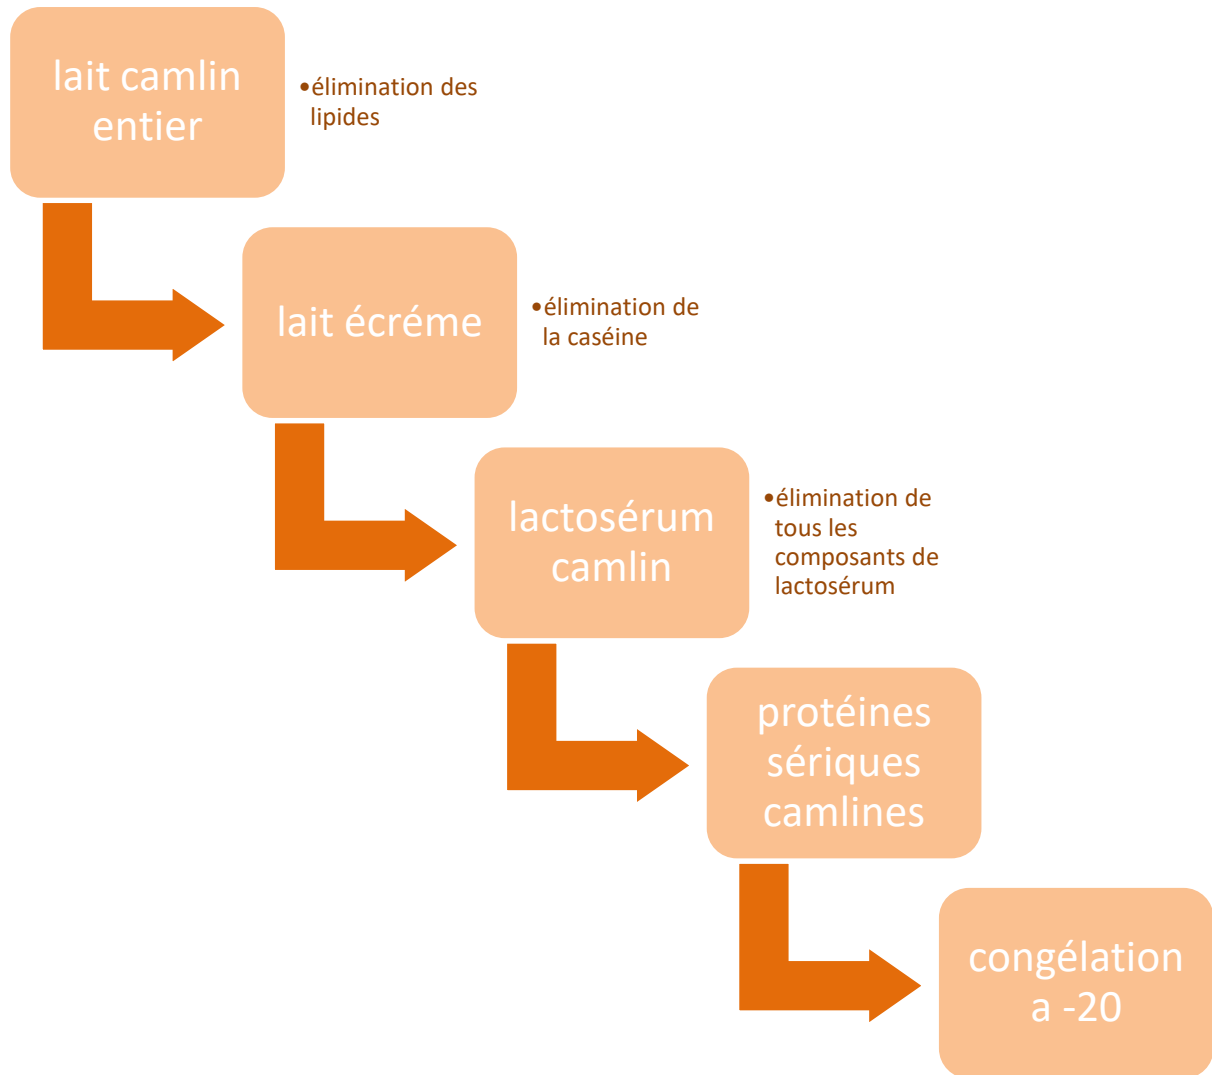 lait camlin
entier
•élimination des
lipides
lait écréme
•élimination de
la caséine
lactosérum
camlin
•élimination de
tous les
composants de
lactosérum
protéines
sériques
camlines
congélation
a -20